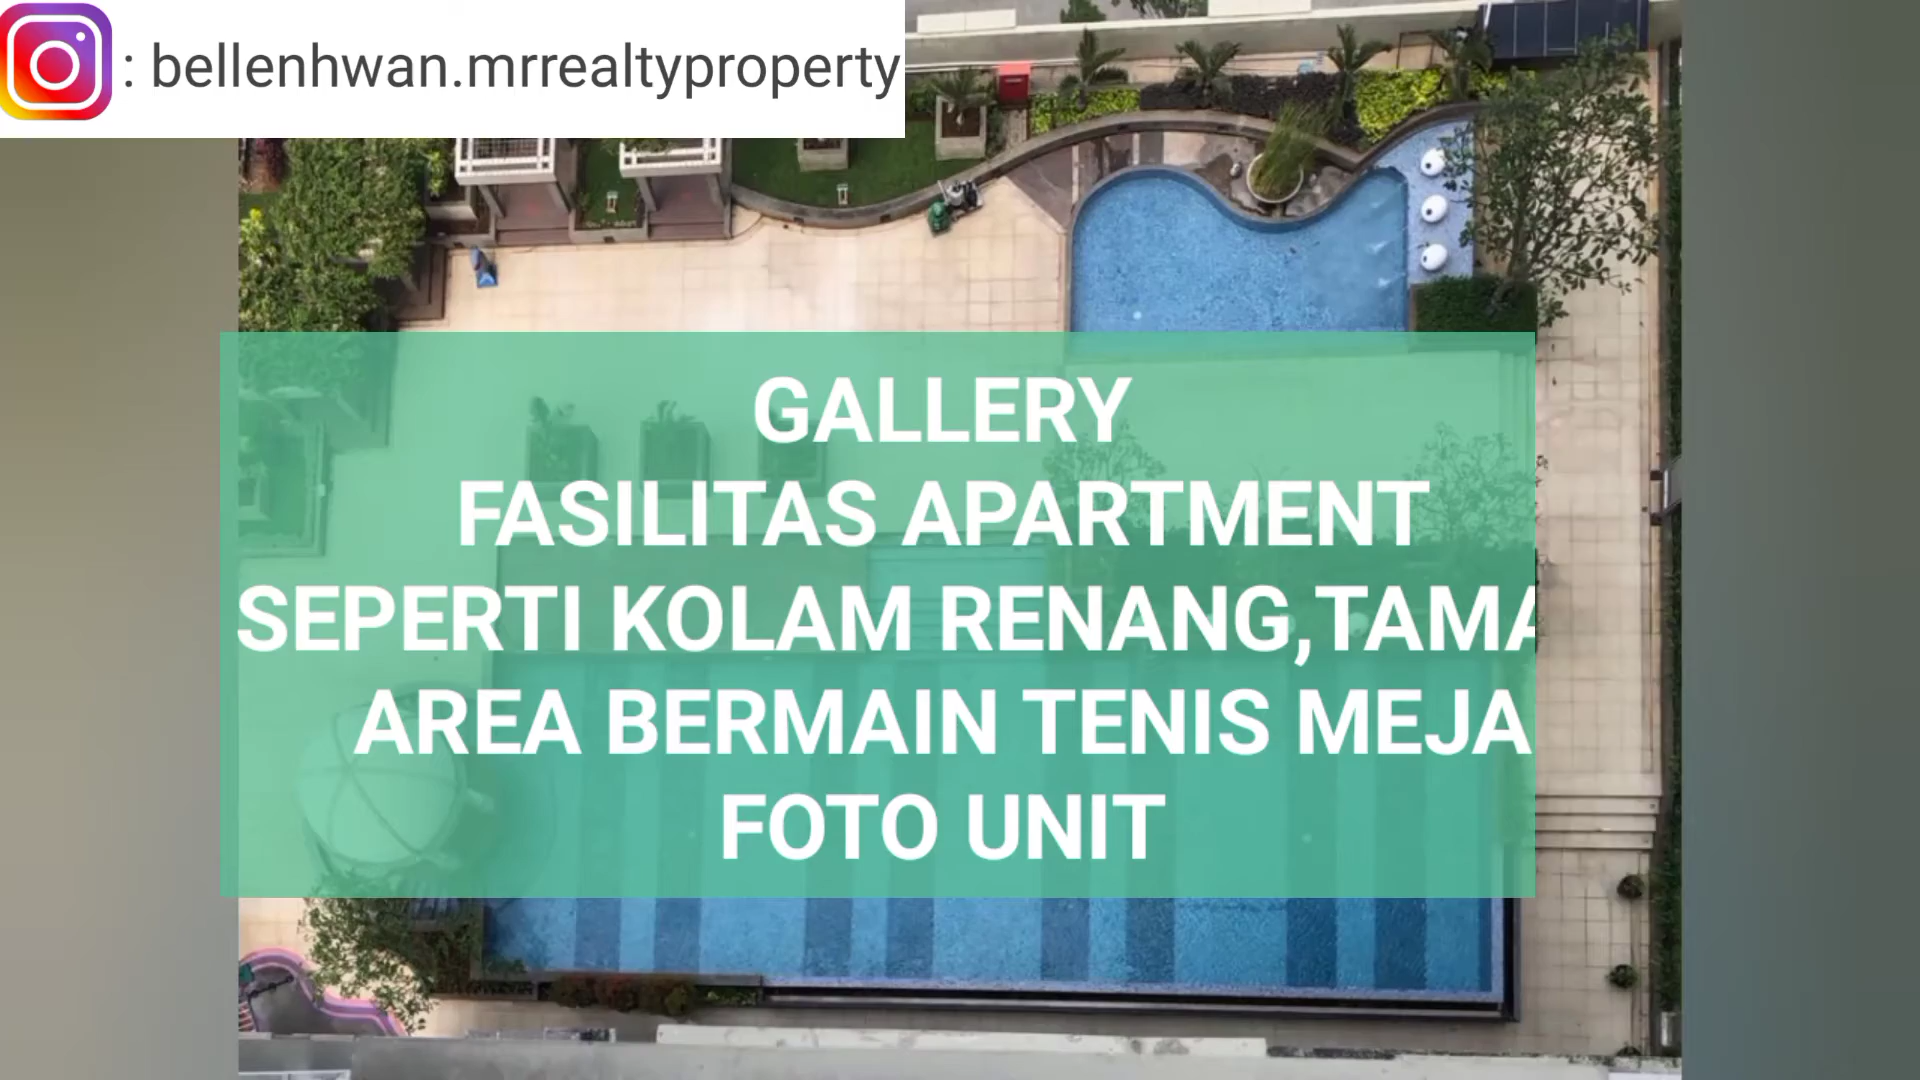 : bellenhwan.mrrealtyproperty
GALLERY
FASILITAS APARTMENT
SEPERTI KOLAM RENANG,TAMA
AREA BERMAIN TENIS MEJA
FOTO UNIT